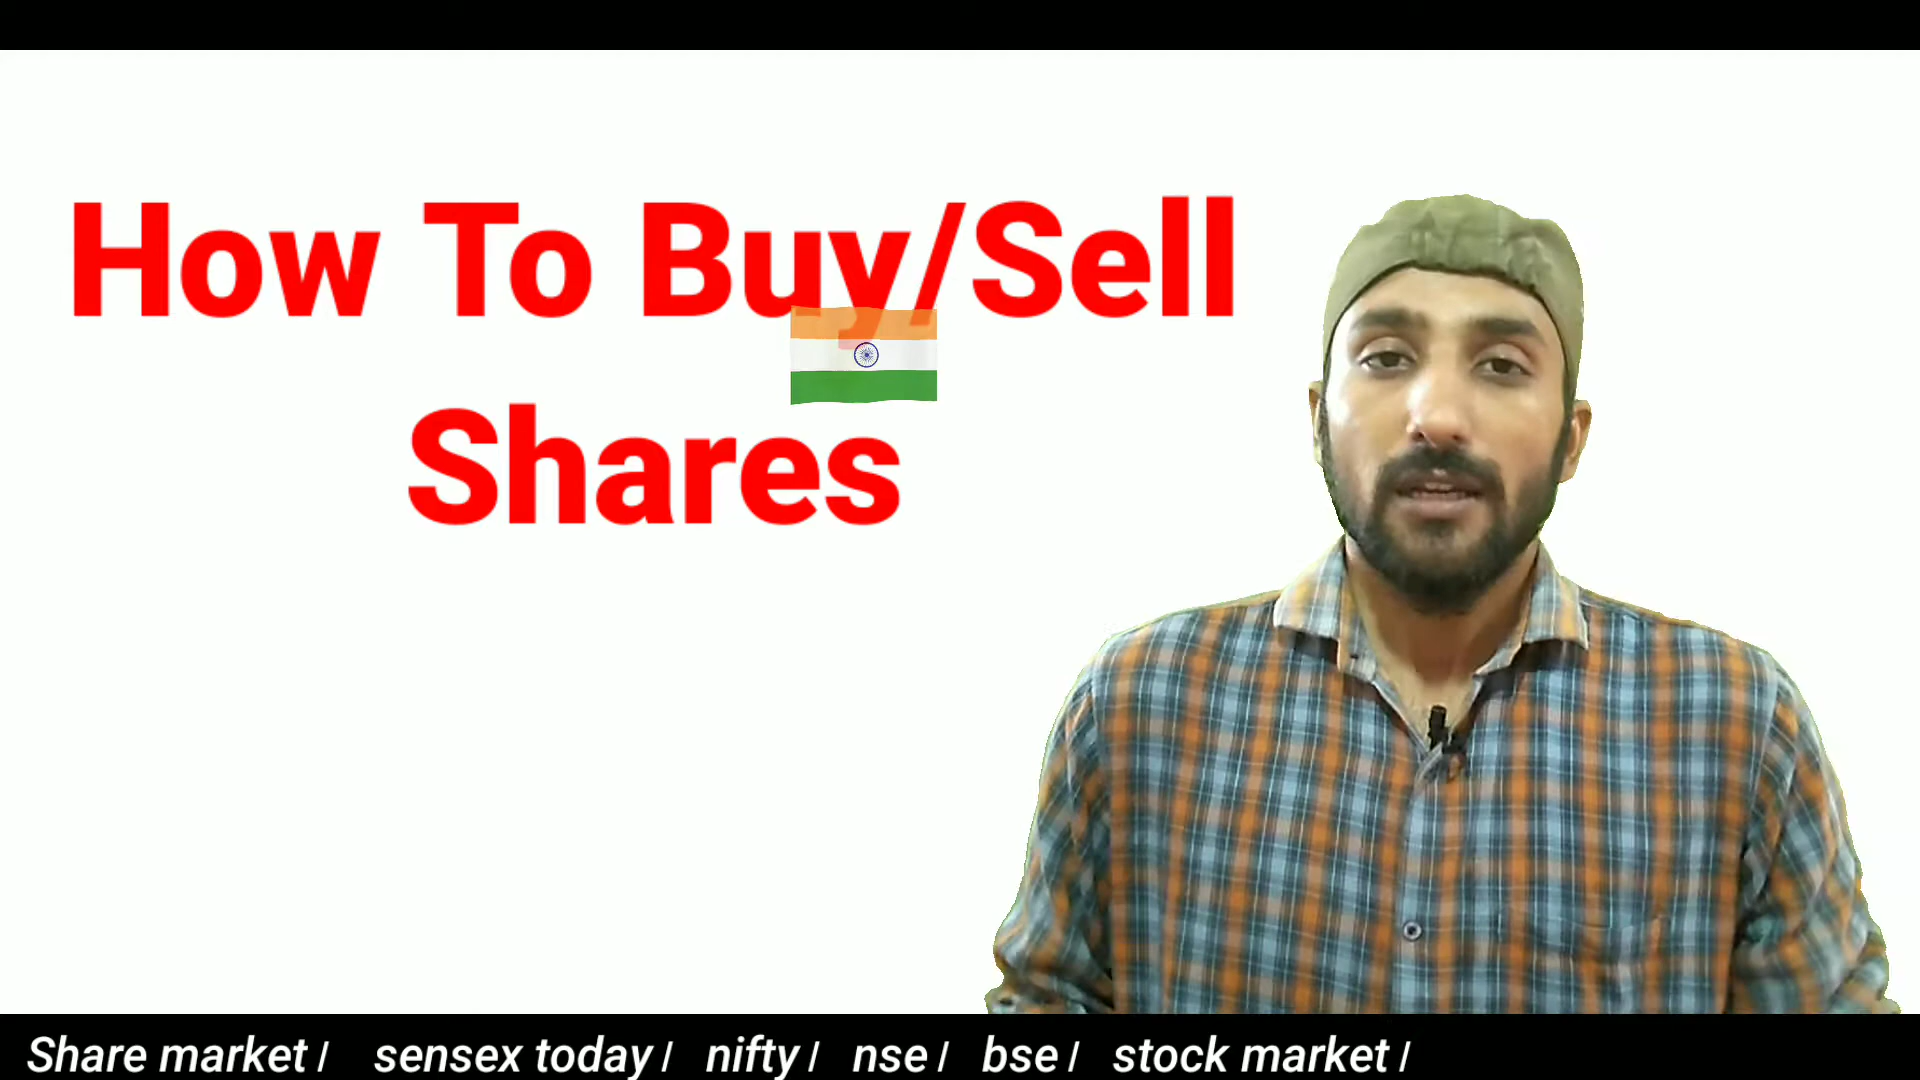 How To Buy/Sell
Shares
Share market / sensex today / nifty / nse / bse / stock market /